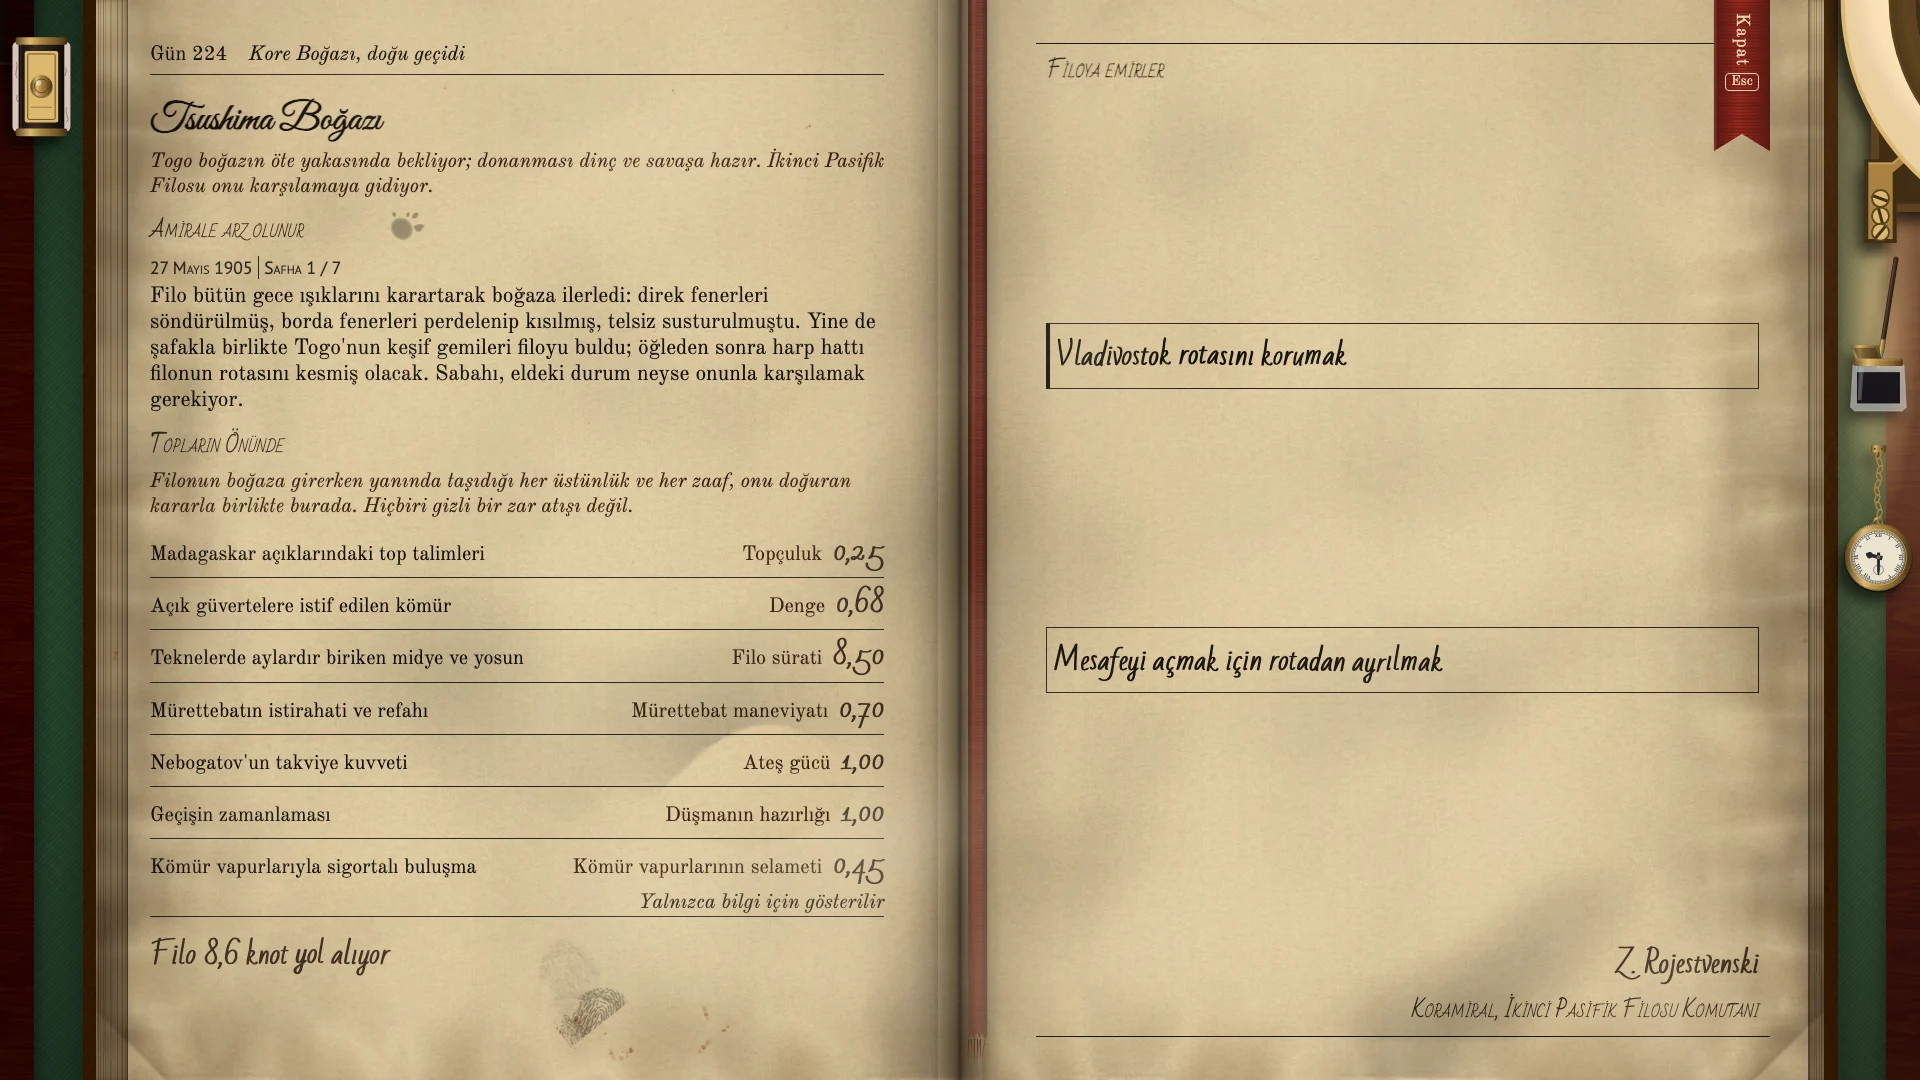 Gün 224 Kore Boğazı, doğu geçidi
Tsushima Boğazı
Togo boğazın öte yakasında bekliyor; donanması dinç ve savaşa hazır. İkinci Pasifik
Filosu onu karşılamaya gidiyor.
Amirale arz olunur
27 Mayıs 1905 | Safha 1 / 7
Filo bütün gece ışıklarını karartarak boğaza ilerledi: direk fenerleri
söndürülmüş, borda fenerleri perdelenip kısılmış, telsiz susturulmuştu. Yine de
şafakla birlikte Togo'nun keşif gemileri filoyu buldu; öğleden sonra harp hattı
filonun rotasını kesmiş olacak. Sabahı, eldeki durum neyse onunla karşılamak
gerekiyor.
Topların Önünde
Filonun boğaza girerken yanında taşıdığı her üstünlük ve her zaaf, onu doğuran
kararla birlikte burada. Hiçbiri gizli bir zar atışı değil.
Madagaskar açıklarındaki top talimleri Topçuluk 0,25
Açık güvertelere istif edilen kömür Denge 0,68
Teknelerde aylardır biriken midye ve yosun Filo sürati 8,50
Mürettebatın istirahati ve refahı Mürettebat maneviyatı 0,70
Nebogatov'un takviye kuvveti Ateş gücü 1,00
Geçişin zamanlaması Düşmanın hazırlığı 1,00
Kömür vapurlarıyla sigortalı buluşma Kömür vapurlarının selameti 0,45
Yalnızca bilgi için gösterilir
Filo 8,6 knot yol alıyor
Filoya emirler
Vladivostok rotasını korumak
Mesafeyi açmak için rotadan ayrılmak
Z. Rojestvenski
Koramiral, İkinci Pasifik Filosu Komutanı
Kapat
Esc